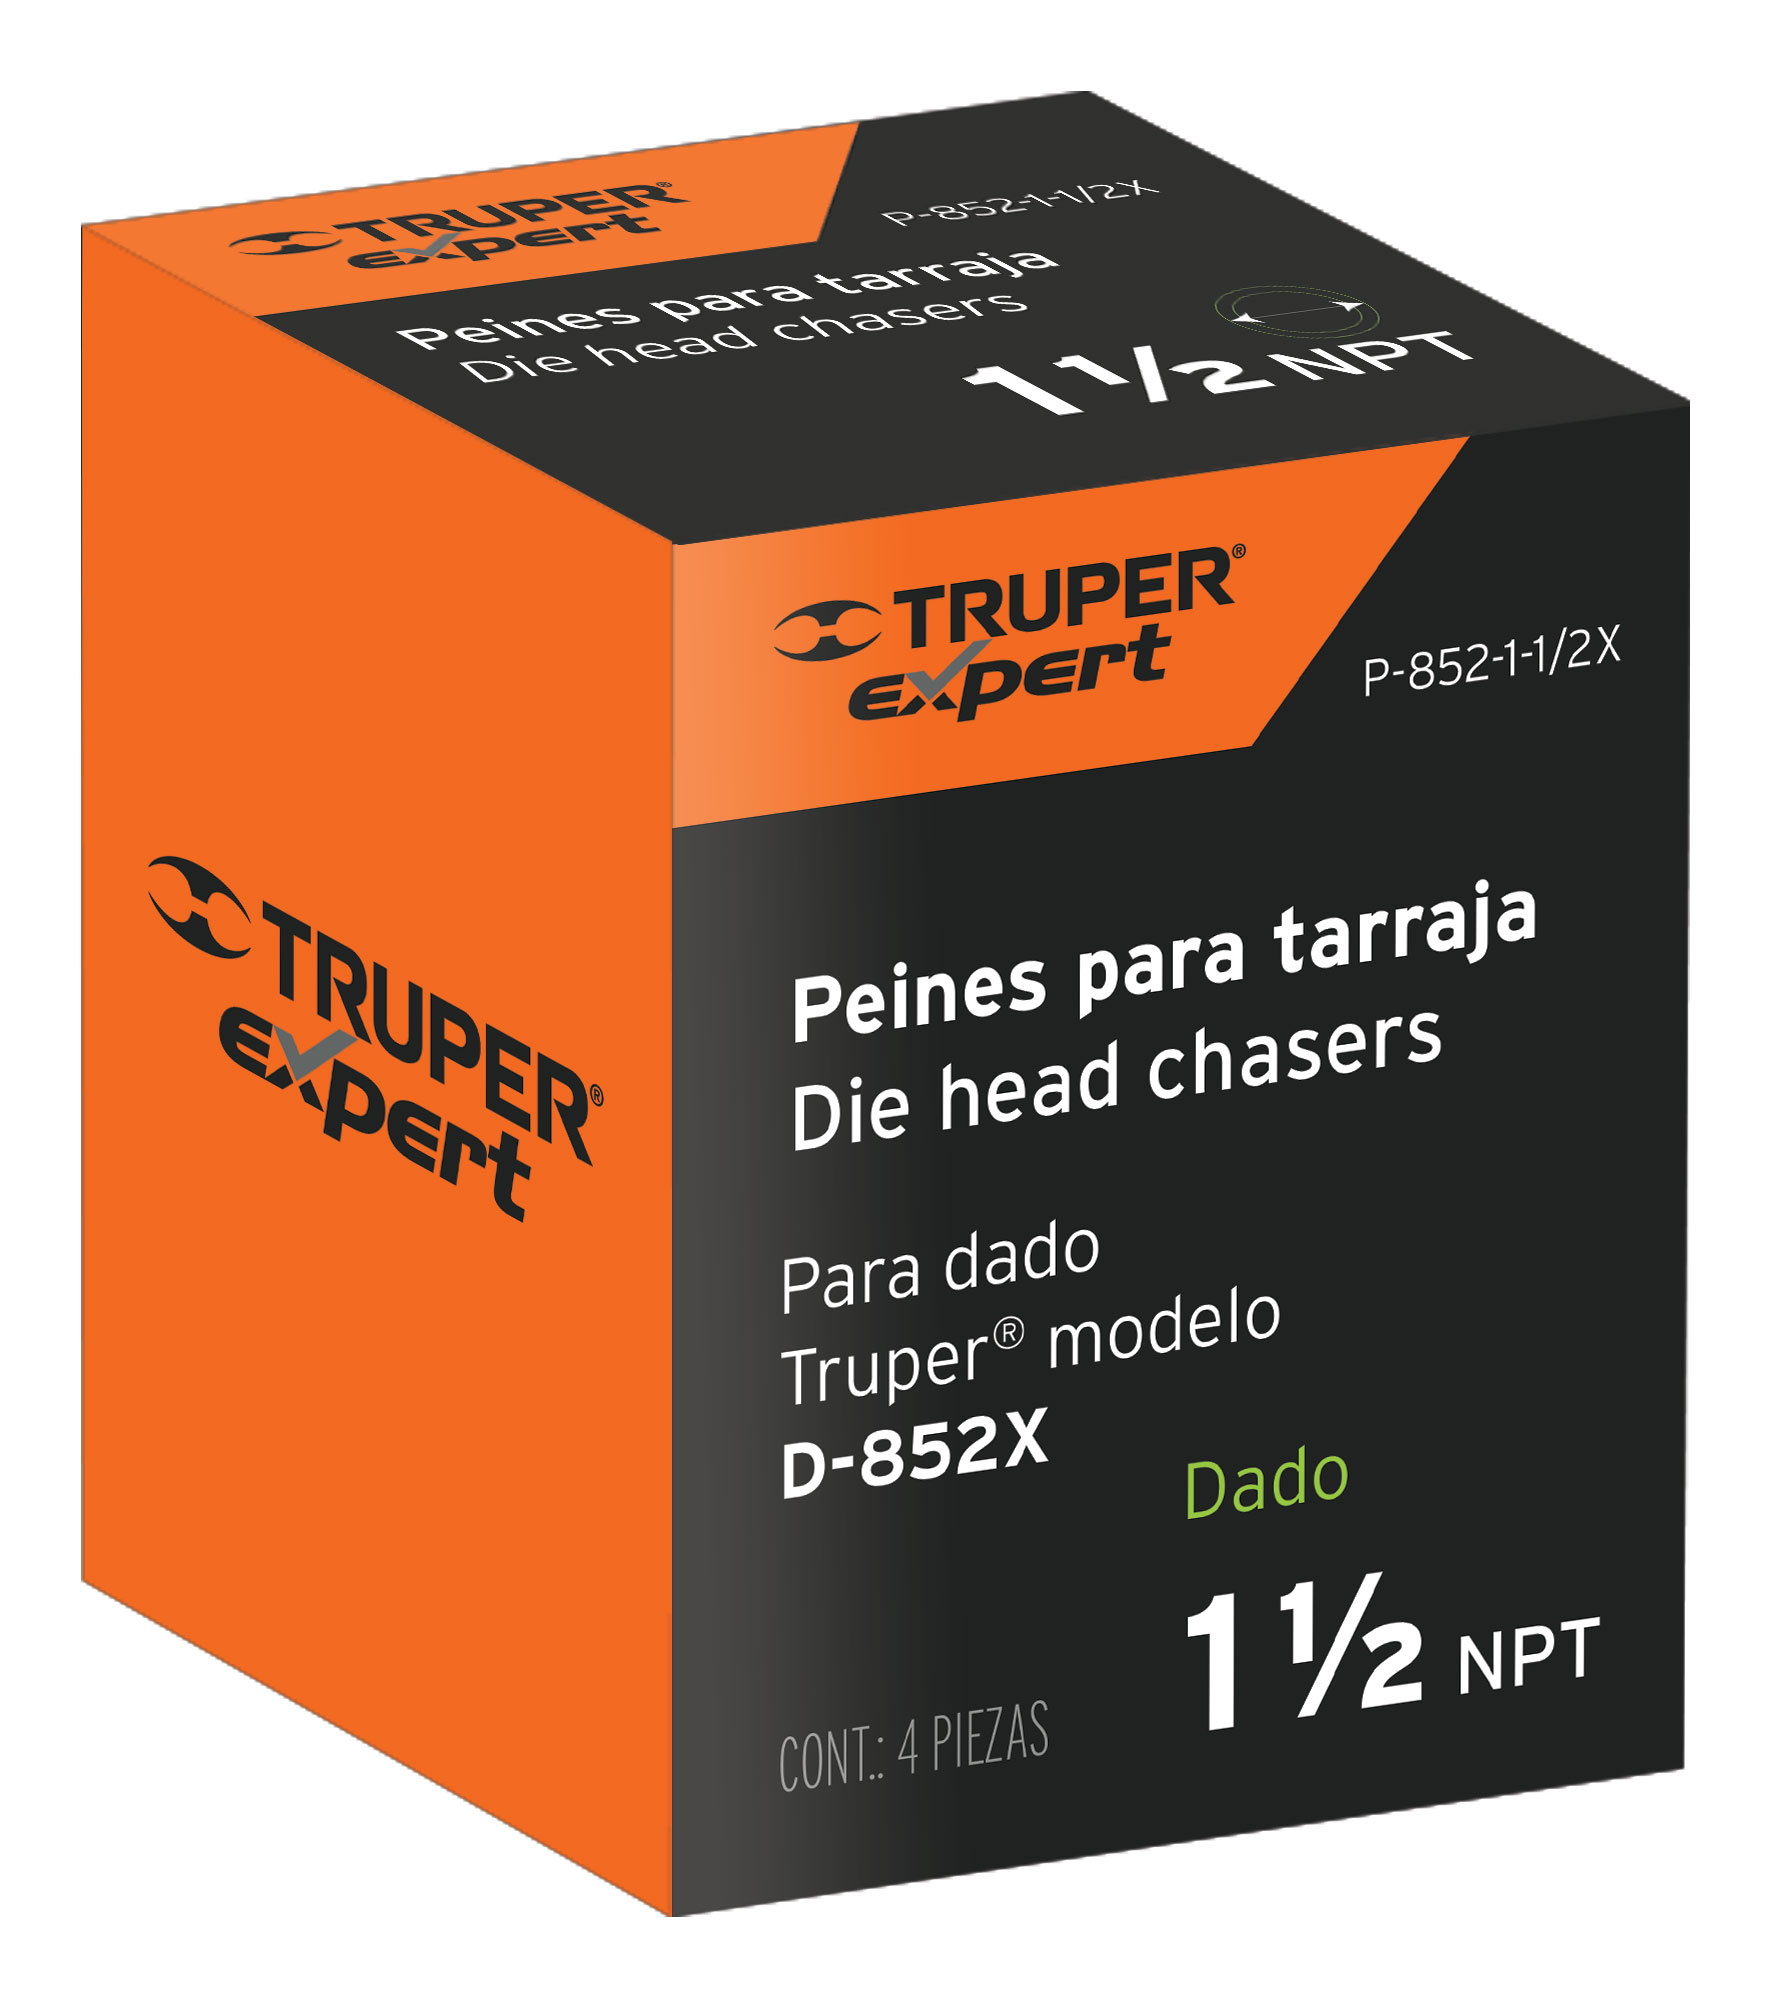 TRUPER®
expert
P-852-1-1/2X
Peines para tarraja
Die head chasers
1 1/2 NPT
TRUPER®
expert
TRUPER®
expert
P-852-1-1/2X
Peines para tarraja
Die head chasers
Para dado
Truper® modelo
D-852X
Dado
1 1/2 NPT
CONT.: 4 PIEZAS